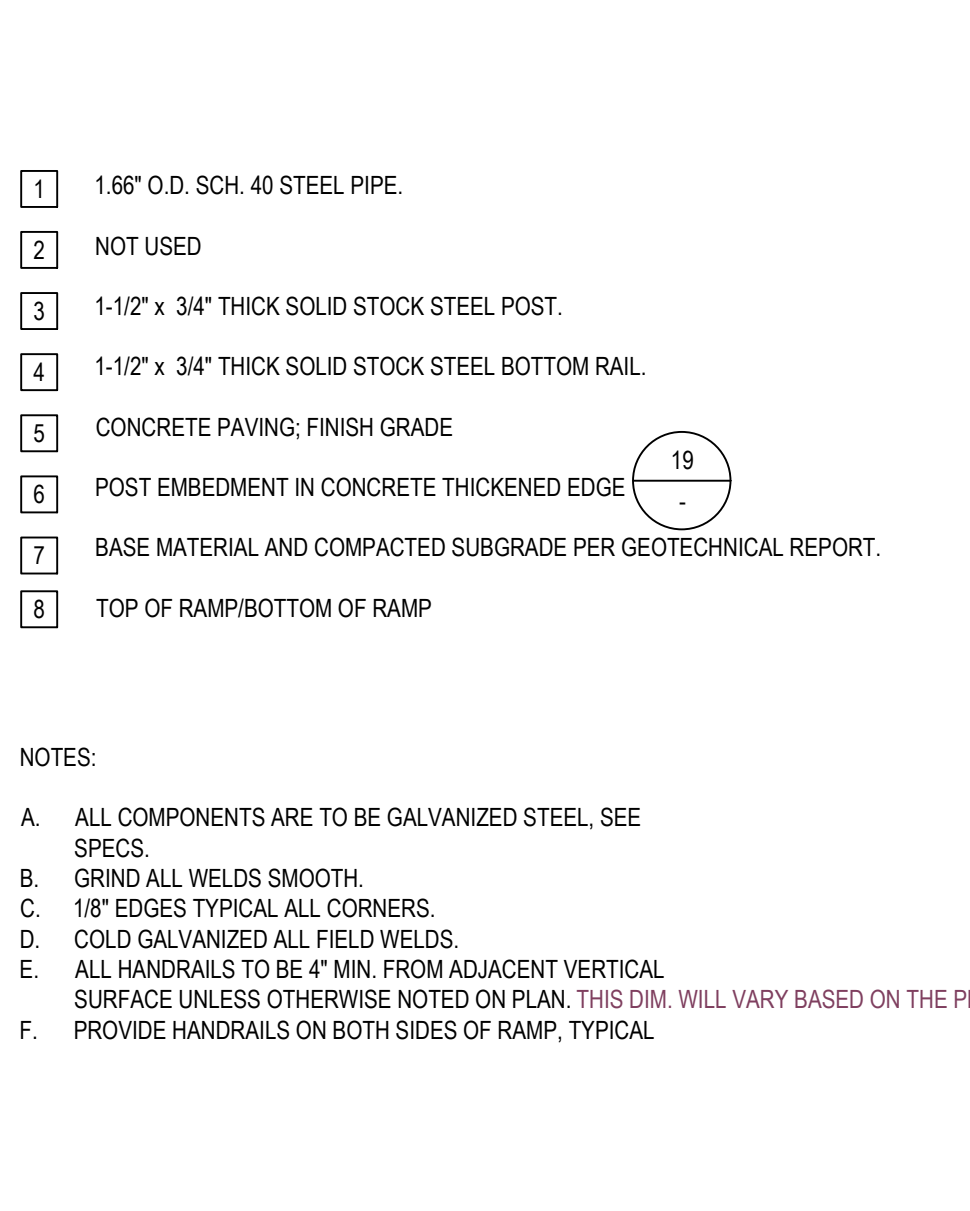 1 1.66" O.D. SCH. 40 STEEL PIPE.
2 NOT USED
3 1-1/2" x 3/4" THICK SOLID STOCK STEEL POST.
4 1-1/2" x 3/4" THICK SOLID STOCK STEEL BOTTOM RAIL.
5 CONCRETE PAVING; FINISH GRADE
19
6 POST EMBEDMENT IN CONCRETE THICKENED EDGE
-
7 BASE MATERIAL AND COMPACTED SUBGRADE PER GEOTECHNICAL REPORT.
8 TOP OF RAMP/BOTTOM OF RAMP
NOTES:
A. ALL COMPONENTS ARE TO BE GALVANIZED STEEL, SEE
SPECS.
B. GRIND ALL WELDS SMOOTH.
C. 1/8" EDGES TYPICAL ALL CORNERS.
D. COLD GALVANIZED ALL FIELD WELDS.
E. ALL HANDRAILS TO BE 4" MIN. FROM ADJACENT VERTICAL
SURFACE UNLESS OTHERWISE NOTED ON PLAN. THIS DIM. WILL VARY BASED ON THE
F. PROVIDE HANDRAILS ON BOTH SIDES OF RAMP, TYPICAL